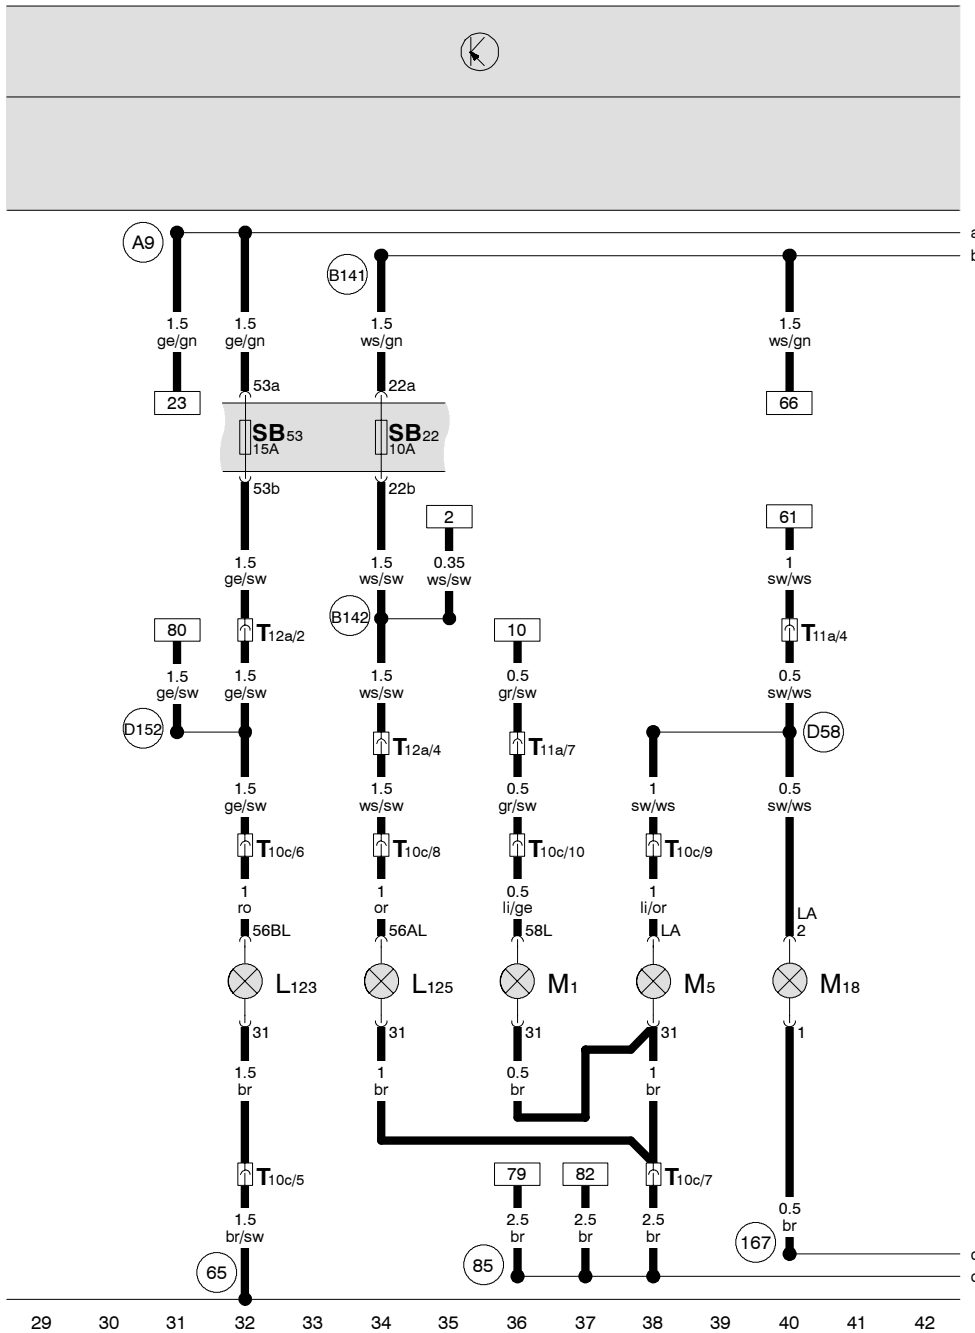 A9
a
b
B141
1.5 1.5 1.5 1.5
ge/gn ge/gn ws/gn ws/gn
53a 22a
23 66
SB53 SB22
15A 10A
53b 22b
2 61
1.5 1.5 0.35 1
ge/sw ws/sw ws/sw sw/ws
B142
80 T12a/2 10 T11a/4
1.5 1.5 1.5 0.5 0.5
ge/sw ge/sw ws/sw gr/sw sw/ws
D152 D58
T12a/4 T11a/7
1.5 1.5 0.5 1 0.5
ge/sw ws/sw gr/sw sw/ws sw/ws
T10c/6 T10c/8 T10c/10 T10c/9
1 1 0.5 1
ro or li/ge li/or
LA
56BL 56AL 58L LA 2
L123 L125 M1 M5 M18
31 31 31 31 1
1.5 1 0.5 1
br br br br
T10c/5 79 82 T10c/7
1.5 2.5 2.5 2.5 0.5
br/sw br br br br
167
65 85
29 30 31 32 33 34 35 36 37 38 39 40 41 42